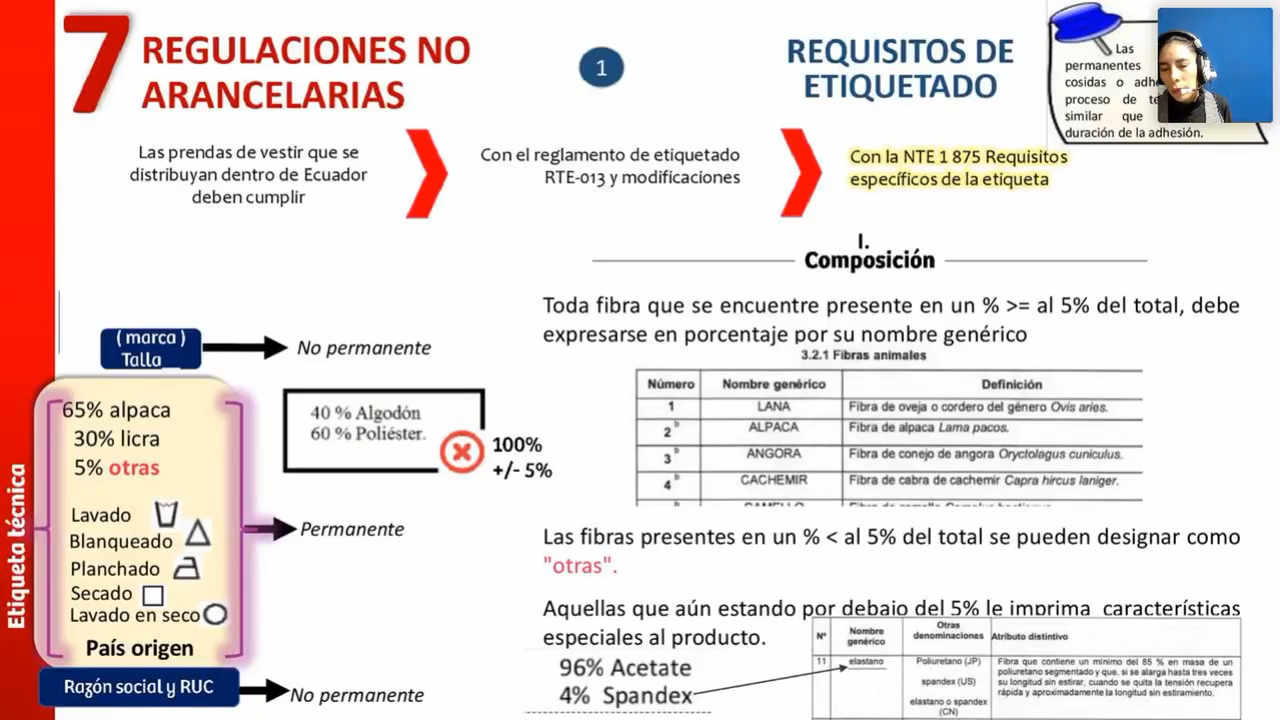 7
REGULACIONES NO
ARANCELARIAS
1
REQUISITOS DE
ETIQUETADO
Las
permanentes
cosidas o adhe
proceso de te
similar que
duración de la adhesión.
Las prendas de vestir que se
distribuyan dentro de Ecuador
deben cumplir
Con el reglamento de etiquetado
RTE-013 y modificaciones
Con la NTE 1 875 Requisitos
específicos de la etiqueta
I.
Composición
Toda fibra que se encuentre presente en un % >= al 5% del total, debe
expresarse en porcentaje por su nombre genérico
3.2.1 Fibras animales
Número Nombre genérico Definición
1 LANA Fibra de oveja o cordero del género Ovis aries.
2 b ALPACA Fibra de alpaca Lama pacos.
3 b ANGORA Fibra de conejo de angora Oryctolagus cuniculus.
4 b CACHEMIR Fibra de cabra de cachemir Capra hircus laniger.
Las fibras presentes en un % < al 5% del total se pueden designar como
"otras".
Aquellas que aún estando por debajo del 5% le imprima características
especiales al producto.
96% Acetate
4% Spandex
N° Nombre genérico Otras denominaciones Atributo distintivo
11 elastano Poliuretano (JP) Fibra que contiene un mínimo del 85 % en masa de un
poliuretano segmentado y que, si se alarga hasta tres veces
spandex (US) su longitud sin estirar, cuando se quita la tensión recupera
rápida y aproximadamente la longitud sin estiramiento.
elastano o spandex
(CN)
(marca)
Talla
No permanente
65% alpaca
30% licra
5% otras
40 % Algodón
60 % Poliéster.
100%
+/- 5%
Lavado
Blanqueado
Planchado
Secado
Lavado en seco
País origen
Permanente
Razón social y RUC
No permanente
Etiqueta técnica